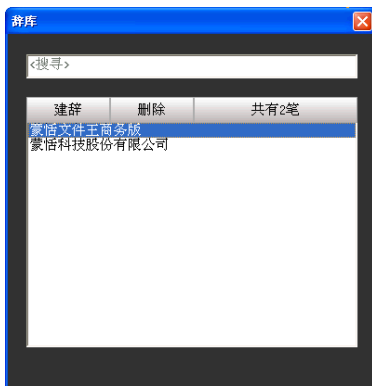 辞库
<搜寻>
建辞 删除 共有2笔
蒙恬文件王商务版
蒙恬科技股份有限公司